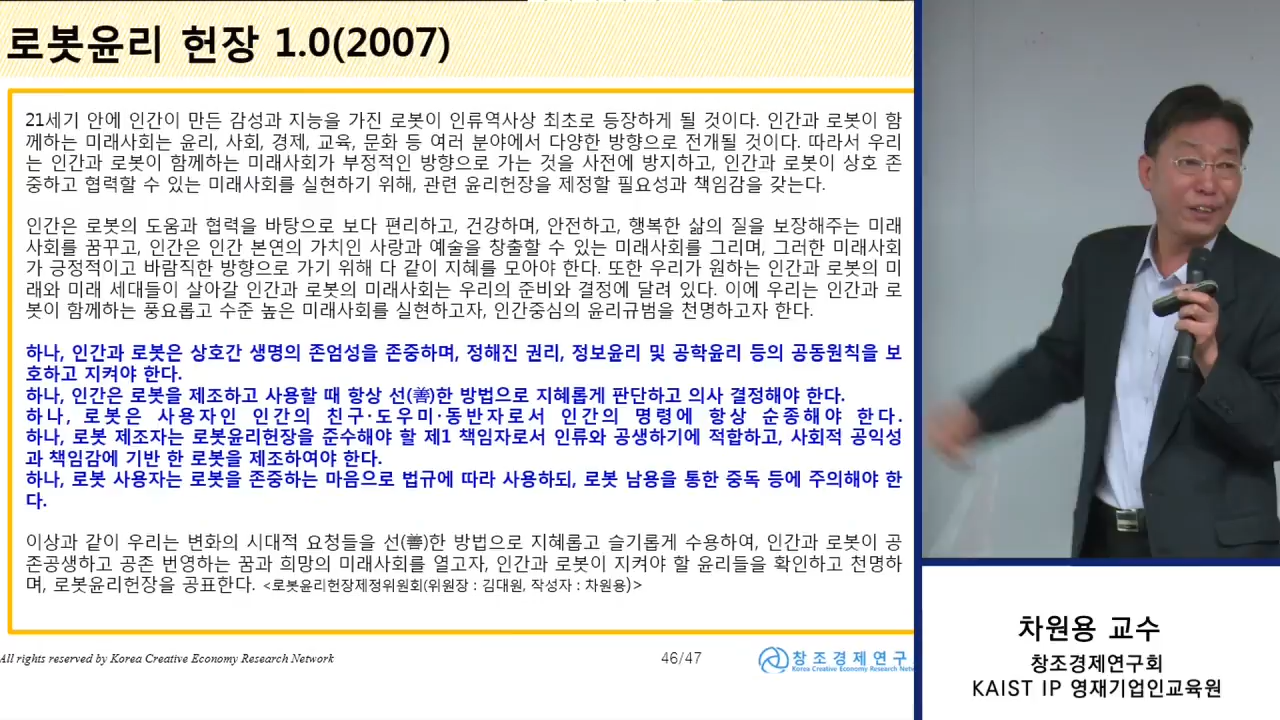 로봇윤리 헌장 1.0(2007)
21세기 안에 인간이 만든 감성과 지능을 가진 로봇이 인류역사상 최초로 등장하게 될 것이다. 인간과 로봇이 함
께하는 미래사회는 윤리, 사회, 경제, 교육, 문화 등 여러 분야에서 다양한 방향으로 전개될 것이다. 따라서 우리
는 인간과 로봇이 함께하는 미래사회가 부정적인 방향으로 가는 것을 사전에 방지하고, 인간과 로봇이 상호 존
중하고 협력할 수 있는 미래사회를 실현하기 위해, 관련 윤리헌장을 제정할 필요성과 책임감을 갖는다.
인간은 로봇의 도움과 협력을 바탕으로 보다 편리하고, 건강하며, 안전하고, 행복한 삶의 질을 보장해주는 미래
사회를 꿈꾸고, 인간은 인간 본연의 가치인 사랑과 예술을 창출할 수 있는 미래사회를 그리며, 그러한 미래사회
가 긍정적이고 바람직한 방향으로 가기 위해 다 같이 지혜를 모아야 한다. 또한 우리가 원하는 인간과 로봇의 미
래와 미래 세대들이 살아갈 인간과 로봇의 미래사회는 우리의 준비와 결정에 달려 있다. 이에 우리는 인간과 로
봇이 함께하는 풍요롭고 수준 높은 미래사회를 실현하고자, 인간중심의 윤리규범을 천명하고자 한다.
하나, 인간과 로봇은 상호간 생명의 존엄성을 존중하며, 정해진 권리, 정보윤리 및 공학윤리 등의 공동원칙을 보
호하고 지켜야 한다.
하나, 인간은 로봇을 제조하고 사용할 때 항상 선(善)한 방법으로 지혜롭게 판단하고 의사 결정해야 한다.
하나, 로봇은 사용자인 인간의 친구·도우미·동반자로서 인간의 명령에 항상 순종해야 한다.
하나, 로봇 제조자는 로봇윤리헌장을 준수해야 할 제1 책임자로서 인류와 공생하기에 적합하고, 사회적 공익성
과 책임감에 기반 한 로봇을 제조하여야 한다.
하나, 로봇 사용자는 로봇을 존중하는 마음으로 법규에 따라 사용하되, 로봇 남용을 통한 중독 등에 주의해야 한
다.
이상과 같이 우리는 변화의 시대적 요청들을 선(善)한 방법으로 지혜롭고 슬기롭게 수용하여, 인간과 로봇이 공
존공생하고 공존 번영하는 꿈과 희망의 미래사회를 열고자, 인간과 로봇이 지켜야 할 윤리들을 확인하고 천명하
며, 로봇윤리헌장을 공표한다. <로봇윤리헌장제정위원회(위원장 : 김대원, 작성자 : 차원용)>
All rights reserved by Korea Creative Economy Research Network
46/47
창조경제연구
Korea Creative Economy Research Netw
차원용 교수
창조경제연구회
KAIST IP 영재기업인교육원